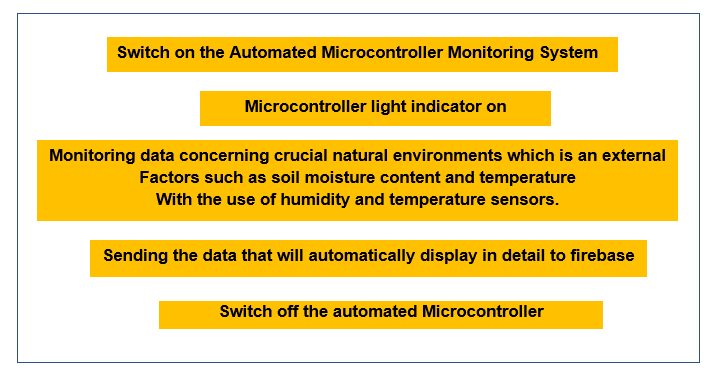 Switch on the Automated Microcontroller Monitoring System
Microcontroller light indicator on
Monitoring data concerning crucial natural environments which is an external
Factors such as soil moisture content and temperature
With the use of humidity and temperature sensors.
Sending the data that will automatically display in detail to firebase
Switch off the automated Microcontroller